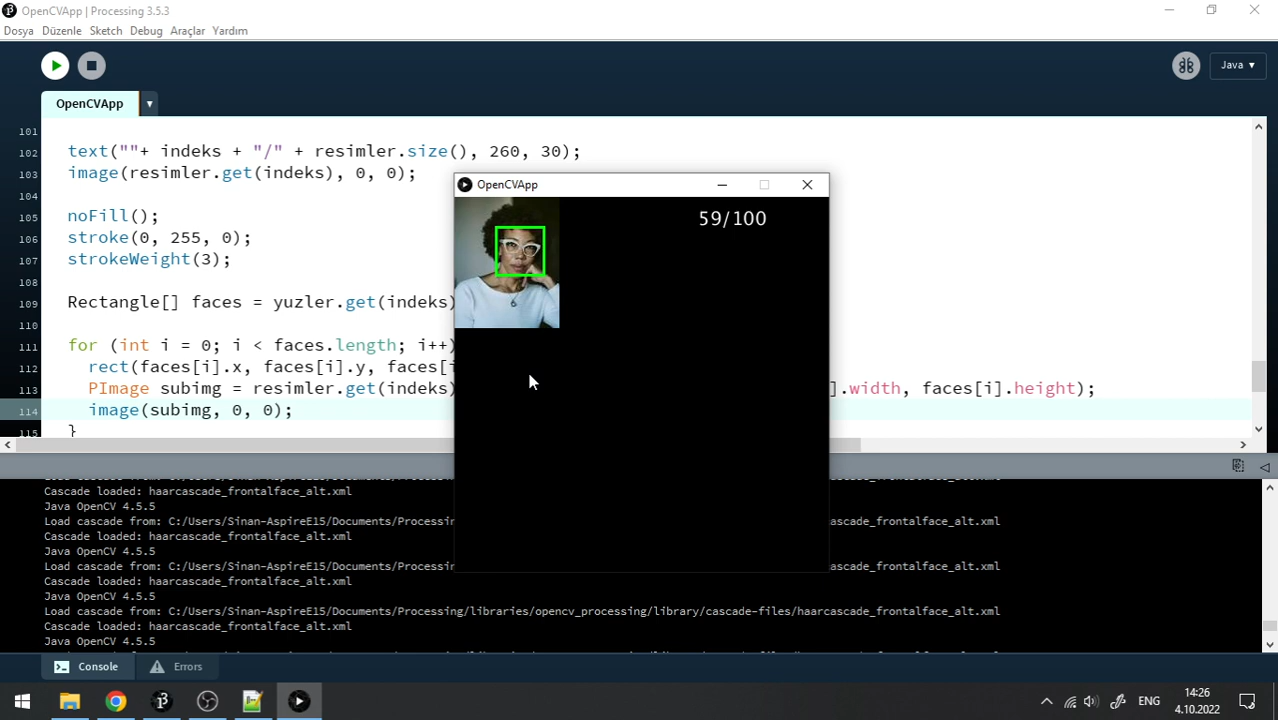 OpenCVApp | Processing 3.5.3
Dosya Düzenle Sketch Debug Araçlar Yardım
Java ▾
OpenCVApp ▾
101
102 text(""+ indeks + "/" + resimler.size(), 260, 30);
103 image(resimler.get(indeks), 0, 0);
104
105 noFill();
106 stroke(0, 255, 0);
107 strokeWeight(3);
108
109 Rectangle[] faces = yuzler.get(indeks)
110
111 for (int i = 0; i < faces.length; i++)
112 rect(faces[i].x, faces[i].y, faces[i
113 PImage subimg = resimler.get(indeks) ].width, faces[i].height);
114 image(subimg, 0, 0);
115 }
OpenCVApp
59/100
Cascade loaded: haarcascade_frontalface_alt.xml
Java OpenCV 4.5.5
Load cascade from: C:/Users/Sinan-AspireE15/Documents/Processin ascade_frontalface_alt.xml
Cascade loaded: haarcascade_frontalface_alt.xml
Java OpenCV 4.5.5
Load cascade from: C:/Users/Sinan-AspireE15/Documents/Processin ascade_frontalface_alt.xml
Cascade loaded: haarcascade_frontalface_alt.xml
Java OpenCV 4.5.5
Load cascade from: C:/Users/Sinan-AspireE15/Documents/Processing/libraries/opencv_processing/library/cascade-files/haarcascade_frontalface_alt.xml
Cascade loaded: haarcascade_frontalface_alt.xml
Java OpenCV 4.5.5
Console Errors
ENG
14:26
4.10.2022